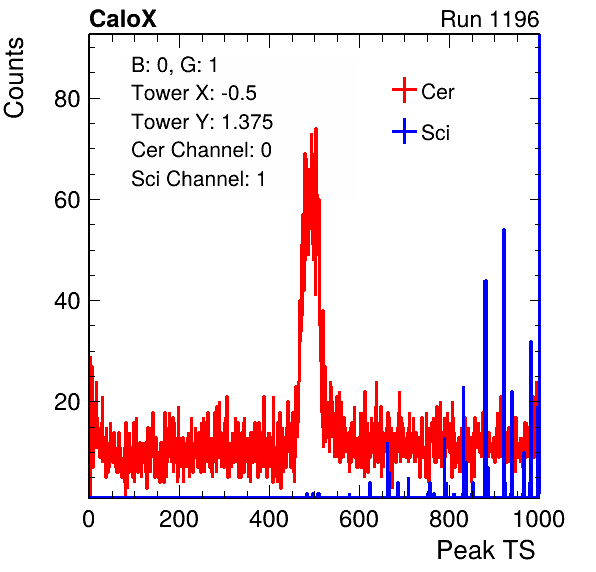 CaloX
Run 1196
Counts
B: 0, G: 1
Tower X: -0.5
Tower Y: 1.375
Cer Channel: 0
Sci Channel: 1
Cer
Sci
80
60
40
20
0 200 400 600 800 1000
Peak TS